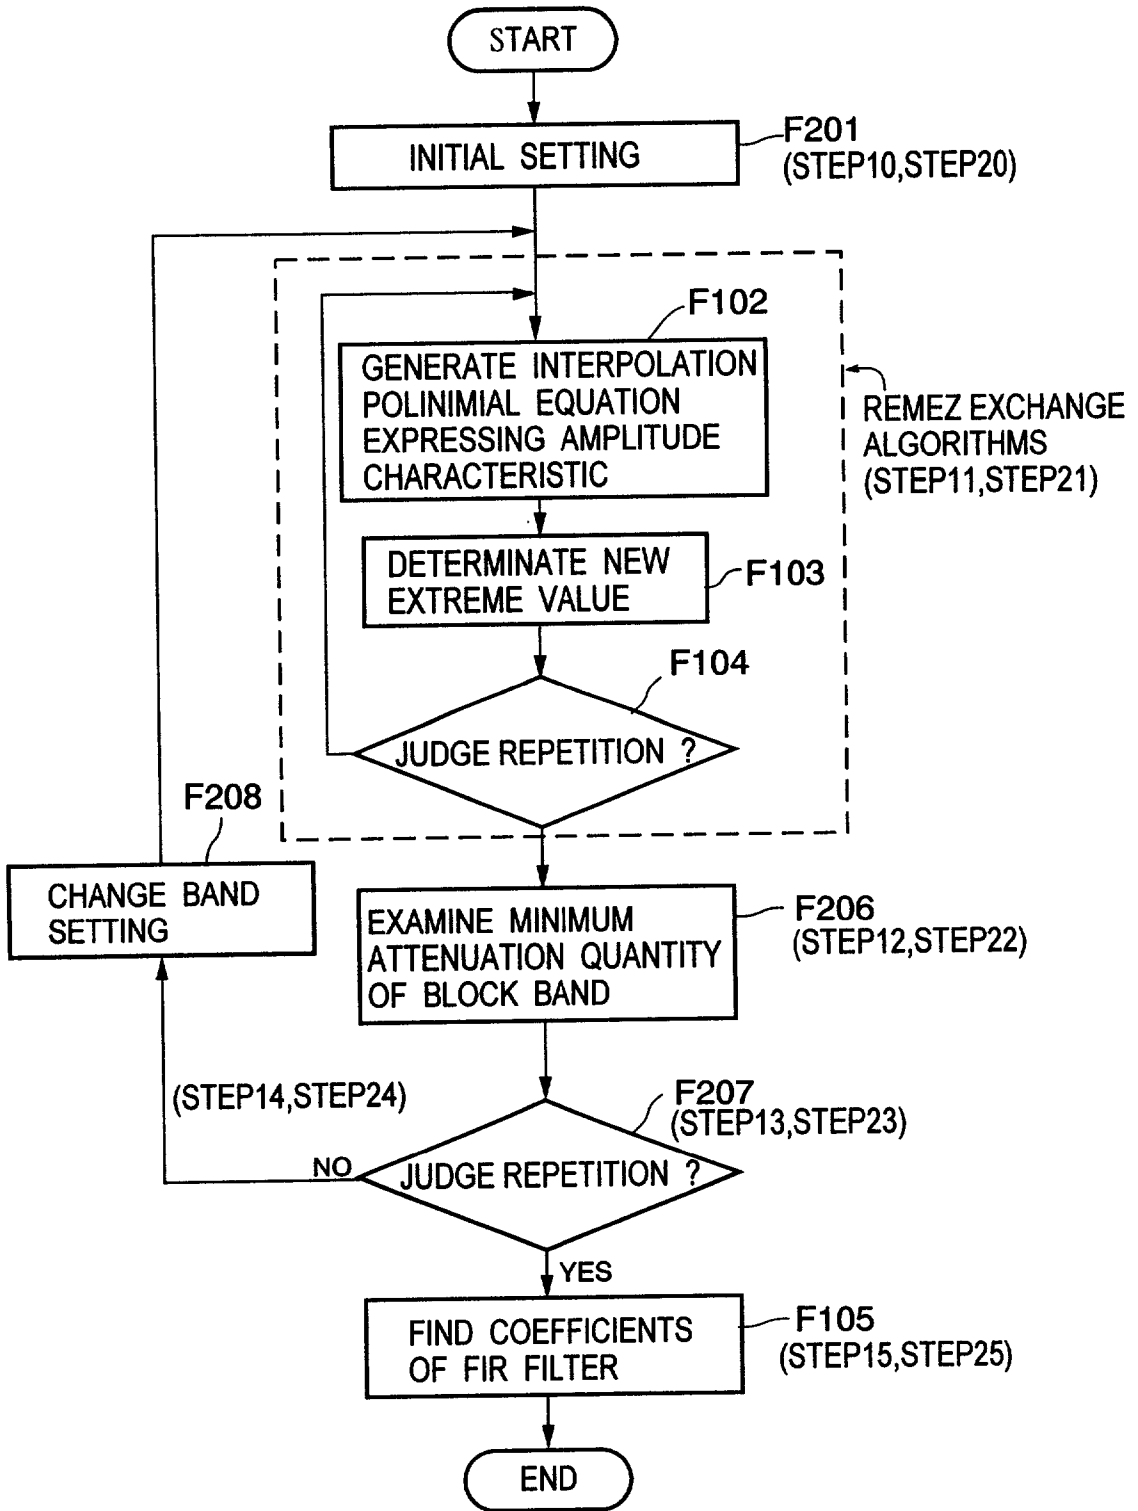 START
INITIAL SETTING
F201
(STEP10,STEP20)
F102
GENERATE INTERPOLATION
POLINIMIAL EQUATION
EXPRESSING AMPLITUDE
CHARACTERISTIC
REMEZ EXCHANGE
ALGORITHMS
(STEP11,STEP21)
DETERMINATE NEW
EXTREME VALUE
F103
F104
JUDGE REPETITION ?
F208
CHANGE BAND
SETTING
EXAMINE MINIMUM
ATTENUATION QUANTITY
OF BLOCK BAND
F206
(STEP12,STEP22)
(STEP14,STEP24)
F207
(STEP13,STEP23)
NO
JUDGE REPETITION ?
YES
FIND COEFFICIENTS
OF FIR FILTER
F105
(STEP15,STEP25)
END